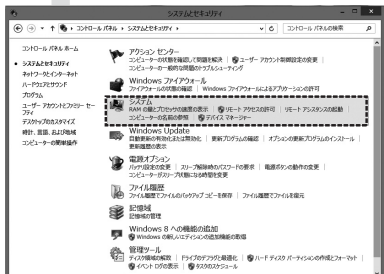 システムとセキュリティ
コントロール パネル ▸ システムとセキュリティ ▸
コントロール パネルの検索
コントロール パネル ホーム
システムとセキュリティ
ネットワークとインターネット
ハードウェアとサウンド
プログラム
ユーザー アカウントとファミリー セーフティ
デスクトップのカスタマイズ
時計、言語、および地域
コンピューターの簡単操作
アクション センター
コンピューターの状態を確認して問題を解決 | ユーザー アカウント制御設定の変更 |
コンピューターの一般的な問題のトラブルシューティング
Windows ファイアウォール
ファイアウォールの状態の確認 | Windows ファイアウォールによるアプリケーションの許可
システム
RAM の量とプロセッサの速度の表示 | リモート アクセスの許可 | リモート アシスタンスの起動 |
コンピューターの名前の参照 | デバイス マネージャー
Windows Update
自動更新の有効化または無効化 | 更新プログラムの確認 | オプションの更新プログラムのインストール |
更新履歴の表示
電源オプション
バッテリ設定の変更 | スリープ解除時のパスワードの要求 | 電源ボタンの動作の変更 |
コンピューターがスリープ状態になる時間を変更
ファイル履歴
ファイル履歴でファイルのバックアップ コピーを保存 | ファイル履歴でファイルを復元
記憶域
記憶域の管理
Windows 8 への機能の追加
Windows の新しいエディションの追加機能の取得
管理ツール
ディスク領域の解放 | ドライブのデフラグと最適化 | ハード ディスク パーティションの作成とフォーマット |
イベント ログの表示 | タスクのスケジュール